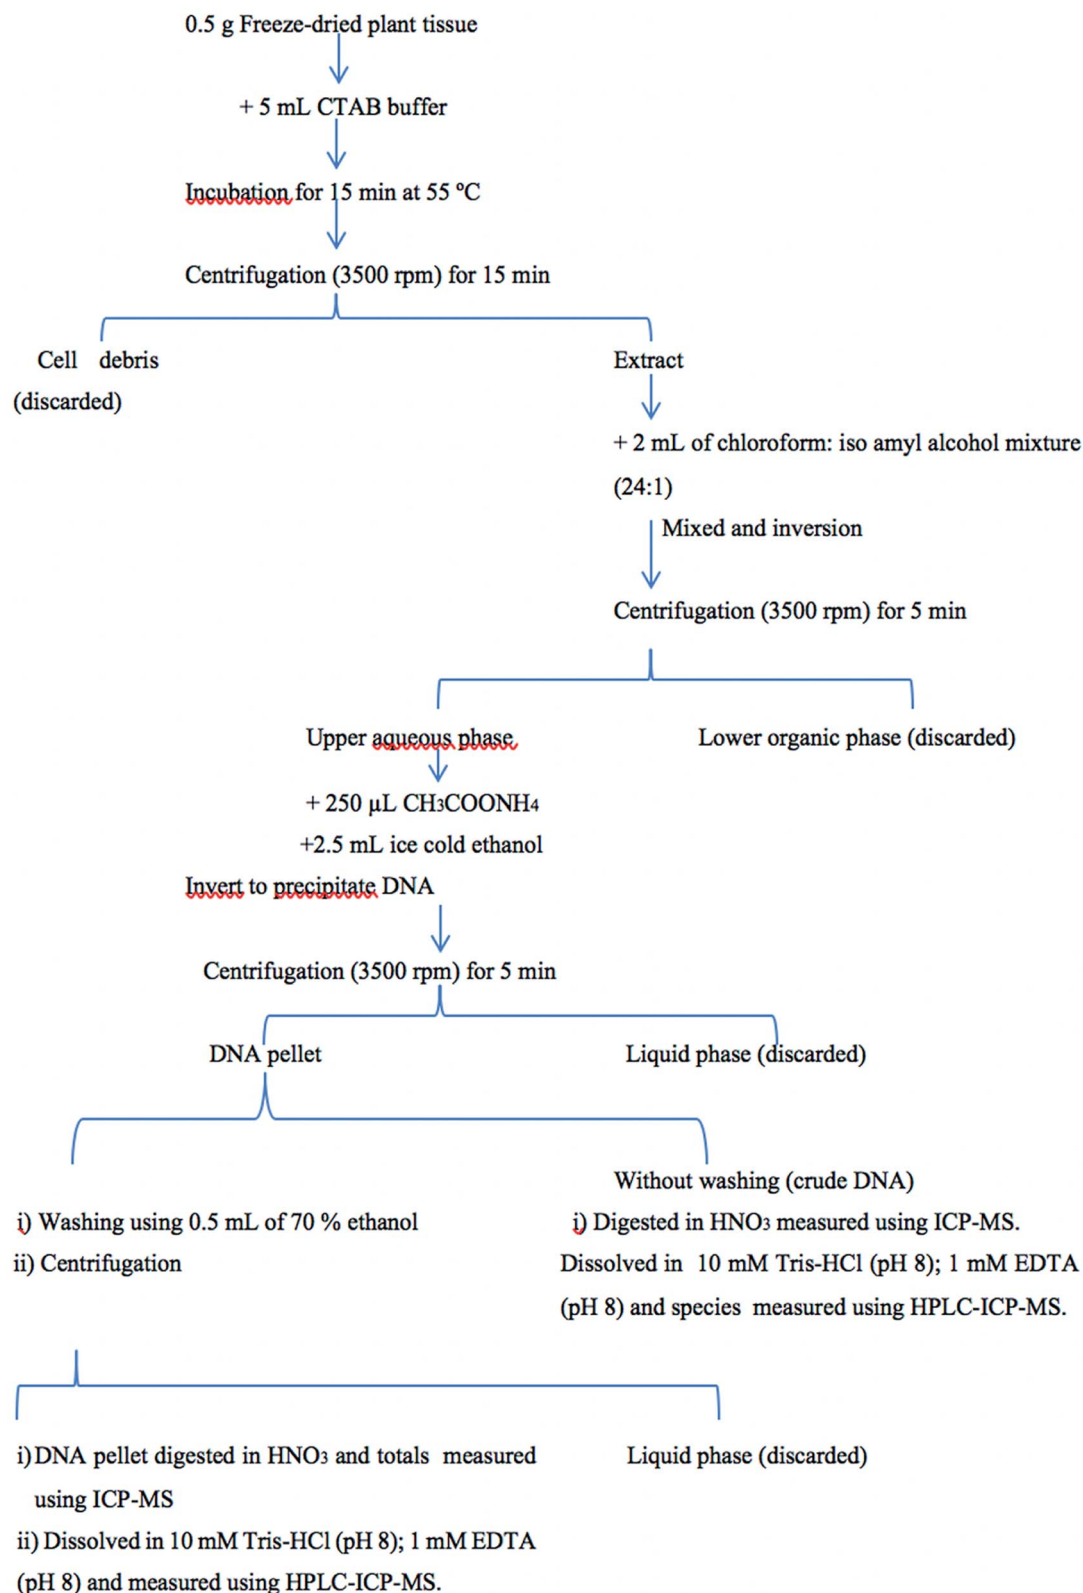 0.5 g Freeze-dried plant tissue
+ 5 mL CTAB buffer
Incubation for 15 min at 55 ºC
Centrifugation (3500 rpm) for 15 min
Cell debris
(discarded)
Extract
+ 2 mL of chloroform: iso amyl alcohol mixture
(24:1)
Mixed and inversion
Centrifugation (3500 rpm) for 5 min
Upper aqueous phase
Lower organic phase (discarded)
+ 250 µL CH3COONH4
+2.5 mL ice cold ethanol
Invert to precipitate DNA
Centrifugation (3500 rpm) for 5 min
DNA pellet
Liquid phase (discarded)
i) Washing using 0.5 mL of 70 % ethanol
ii) Centrifugation
Without washing (crude DNA)
i) Digested in HNO3 measured using ICP-MS.
Dissolved in 10 mM Tris-HCl (pH 8); 1 mM EDTA
(pH 8) and species measured using HPLC-ICP-MS.
i) DNA pellet digested in HNO3 and totals measured
using ICP-MS
ii) Dissolved in 10 mM Tris-HCl (pH 8); 1 mM EDTA
(pH 8) and measured using HPLC-ICP-MS.
Liquid phase (discarded)